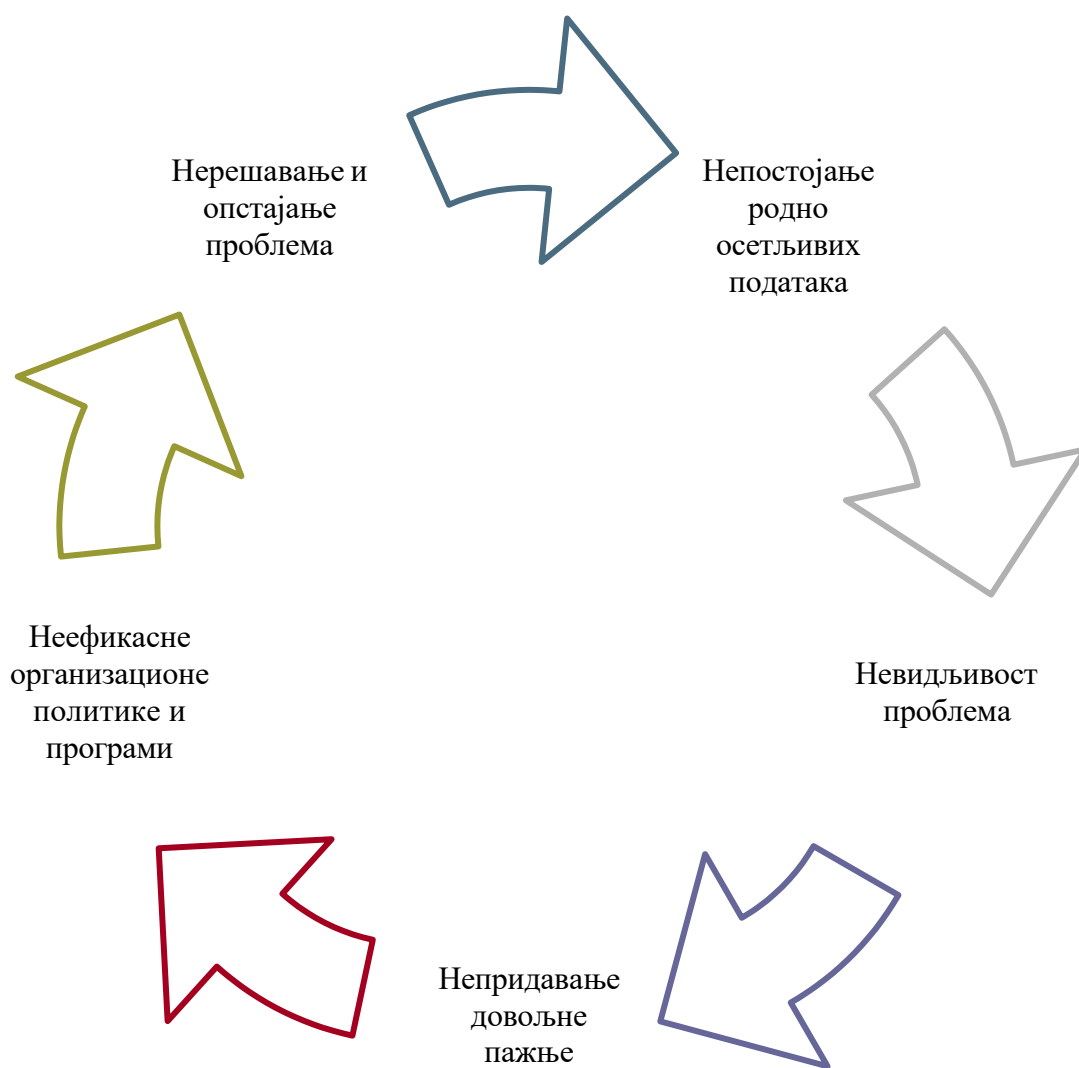 Нерешавање и
опстајање
проблема
Непостојање
родно
осетљивих
података
Невидљивост
проблема
Непридавање
довољне
пажње
Неефикасне
организационе
политике и
програми